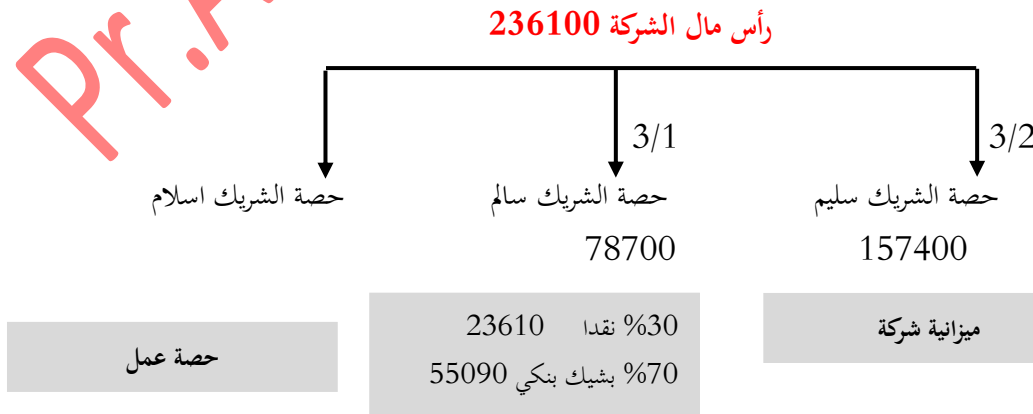 رأس مال الشركة 236100
3/2
3/1
حصة الشريك سليم
حصة الشريك سالم
حصة الشريك اسلام
157400
78700
ميزانية شركة
%30 نقدا 23610
%70 بشيك بنكي 55090
حصة عمل
Pr.A